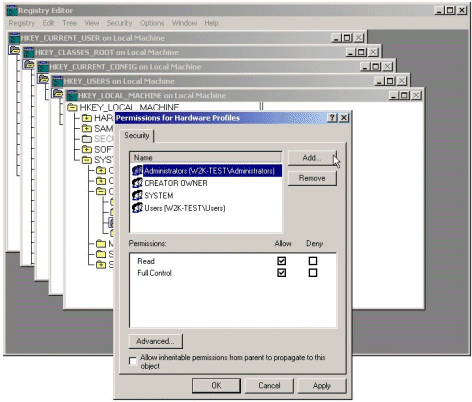 Registry Editor
Registry Edit Tree View Security Options Window Help
HKEY_CURRENT_USER on Local Machine
HKEY_CLASSES_ROOT on Local Machine
HKEY_CURRENT_CONFIG on Local Machine
HKEY_USERS on Local Machine
HKEY_LOCAL_MACHINE on Local Machine
HKEY_LOCAL_MACHINE
HAR
SAM
SEC
SOF
SYS
Permissions for Hardware Profiles
Security
Name
Add...
Remove
Administrators (W2K-TEST\Administrators)
CREATOR OWNER
SYSTEM
Users (W2K-TEST\Users)
Permissions: Allow Deny
Read
Full Control
Advanced...
Allow inheritable permissions from parent to propagate to this
object
OK Cancel Apply